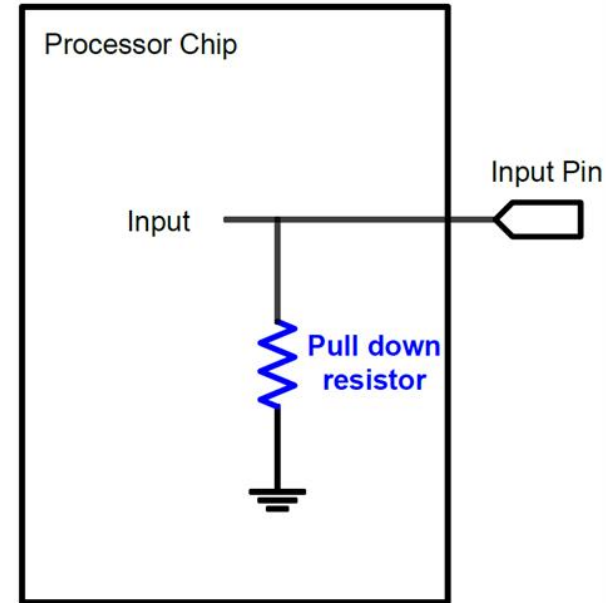 Processor Chip
Input Pin
Input
Pull down
resistor